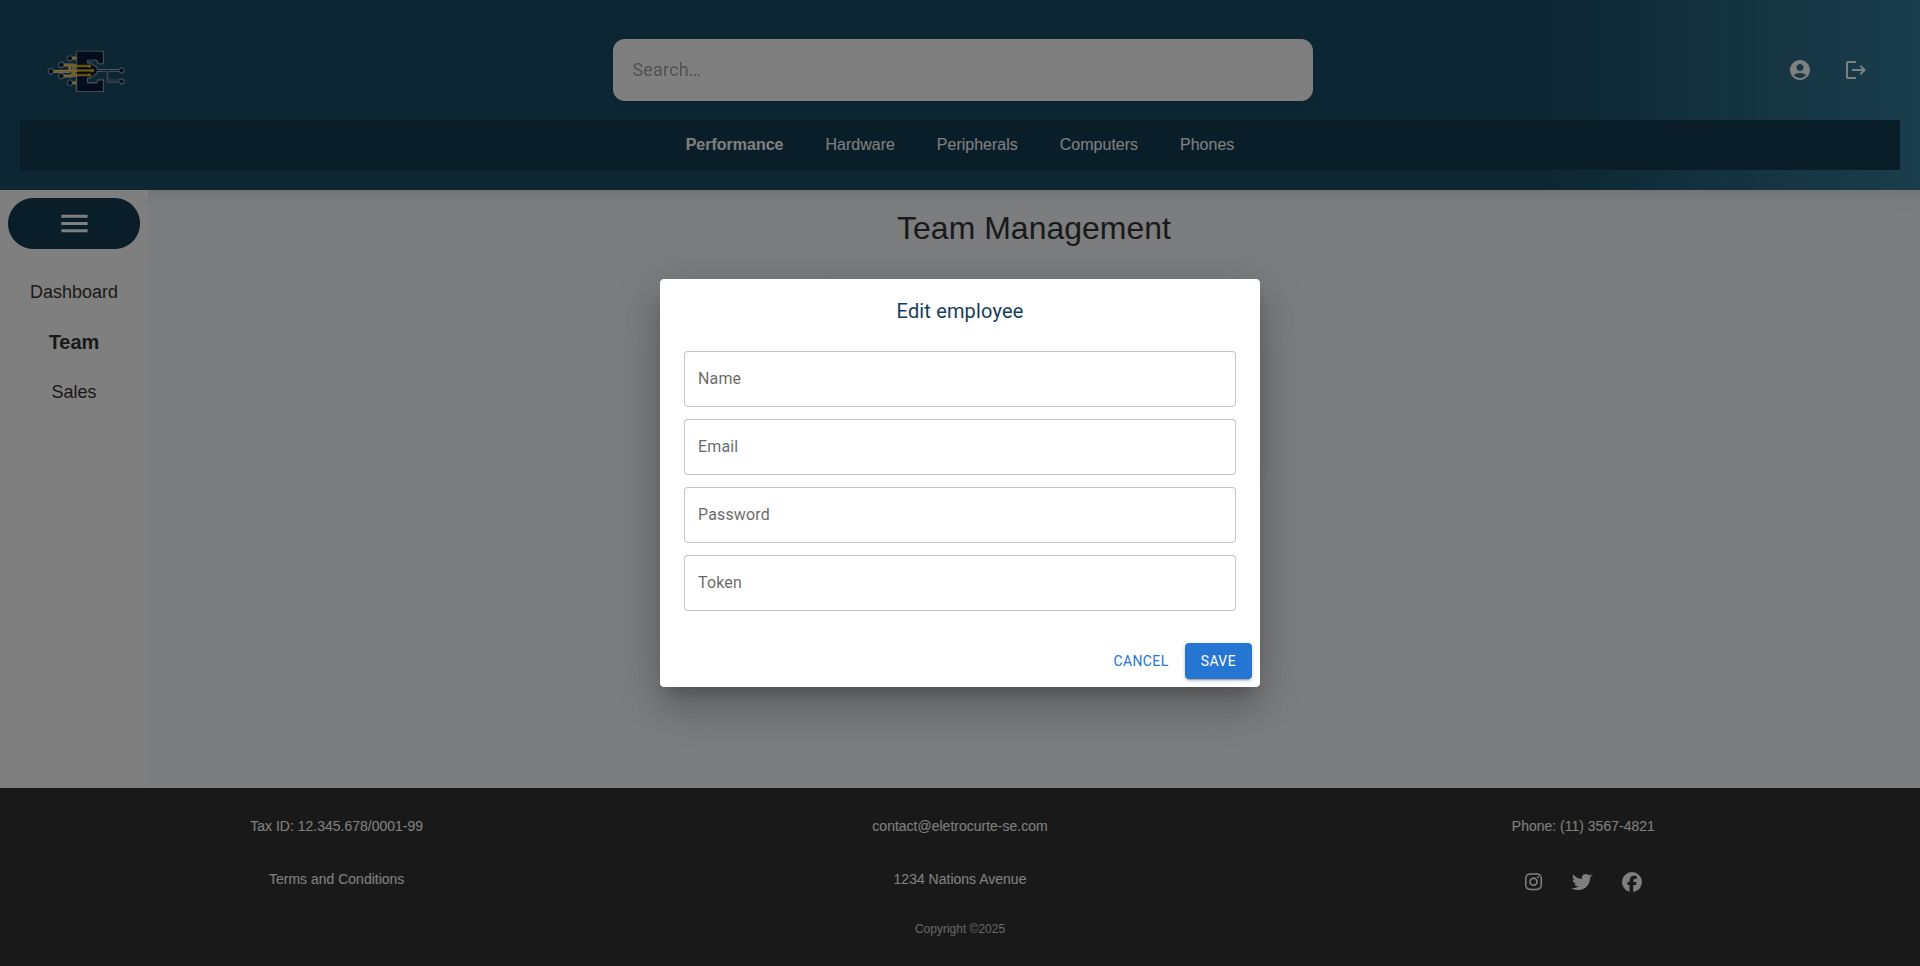 Search...
Performance Hardware Peripherals Computers Phones
Team Management
Dashboard
Team
Sales
Edit employee
Name
Email
Password
Token
CANCEL SAVE
Tax ID: 12.345.678/0001-99 contact@eletrocurte-se.com Phone: (11) 3567-4821
Terms and Conditions 1234 Nations Avenue
Copyright ©2025